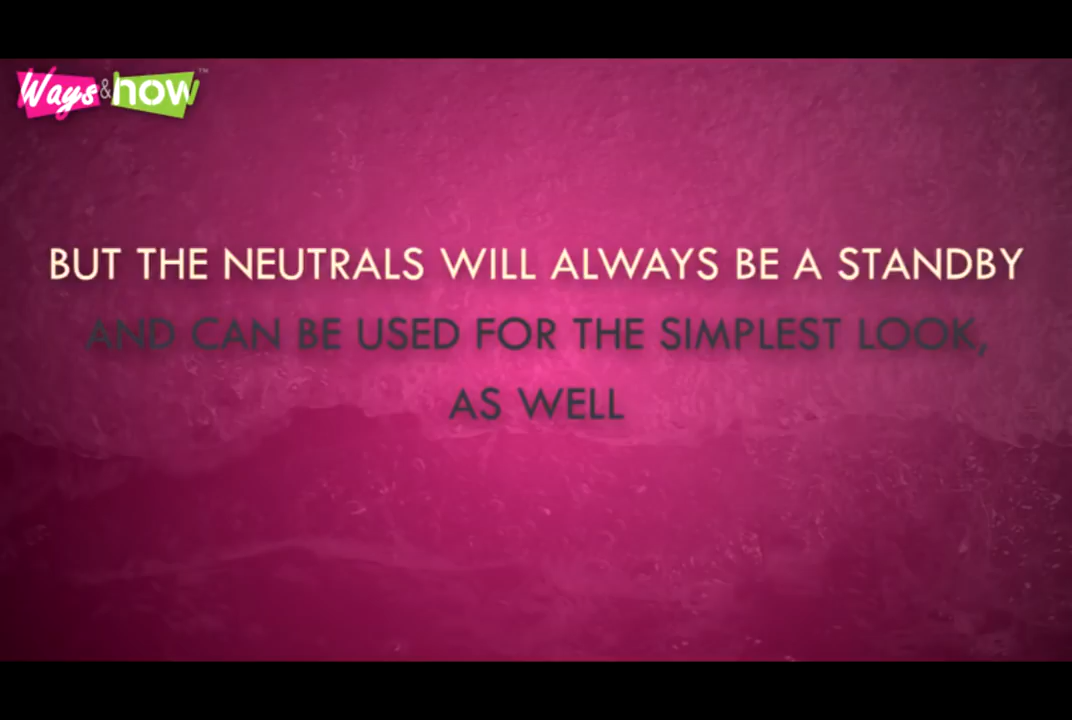 Ways & how ™
BUT THE NEUTRALS WILL ALWAYS BE A STANDBY
AND CAN BE USED FOR THE SIMPLEST LOOK,
AS WELL